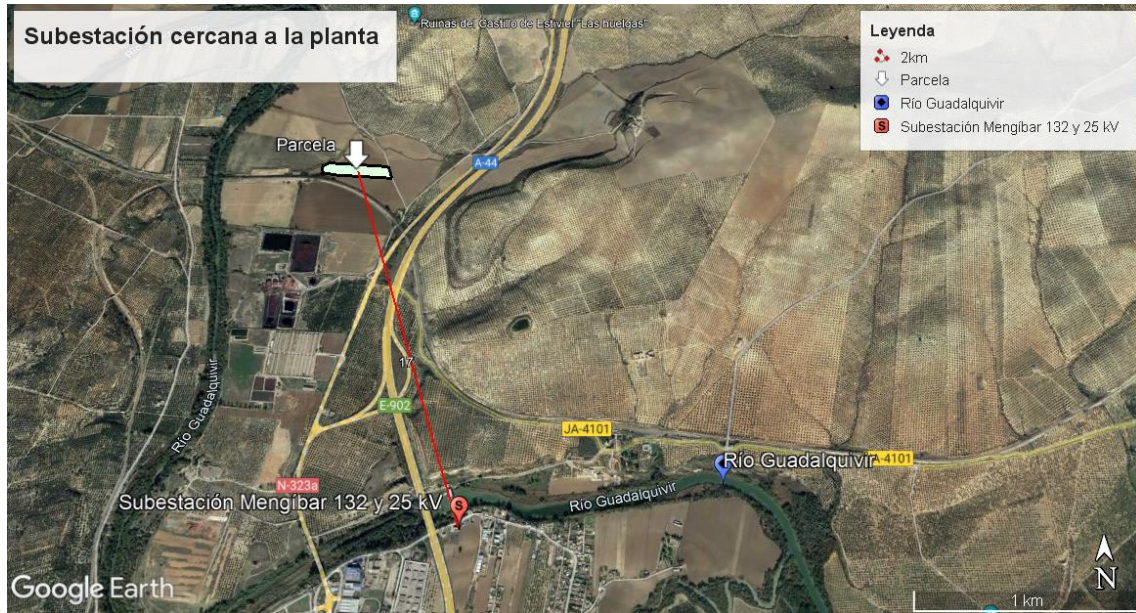 Subestación cercana a la planta
Ruinas del Castillo de Estiviel "Las huelgas"
Leyenda
2km
Parcela
Río Guadalquivir
Subestación Mengíbar 132 y 25 kV
Parcela
A-44
Río Guadalquivir
17
E-902
JA-4101
Río Guadalquivir
A-4101
N-323a
Río Guadalquivir
Subestación Mengíbar 132 y 25 kV
S
Google Earth
N
1 km